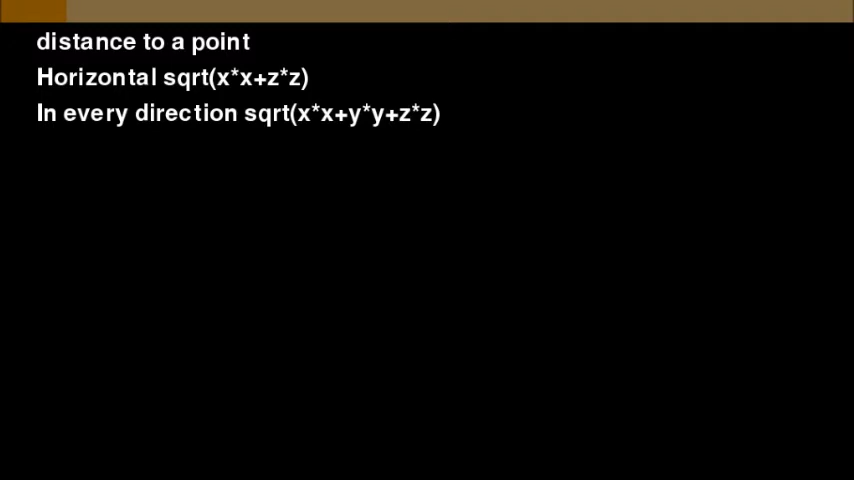 distance to a point
Horizontal sqrt(x*x+z*z)
In every direction sqrt(x*x+y*y+z*z)